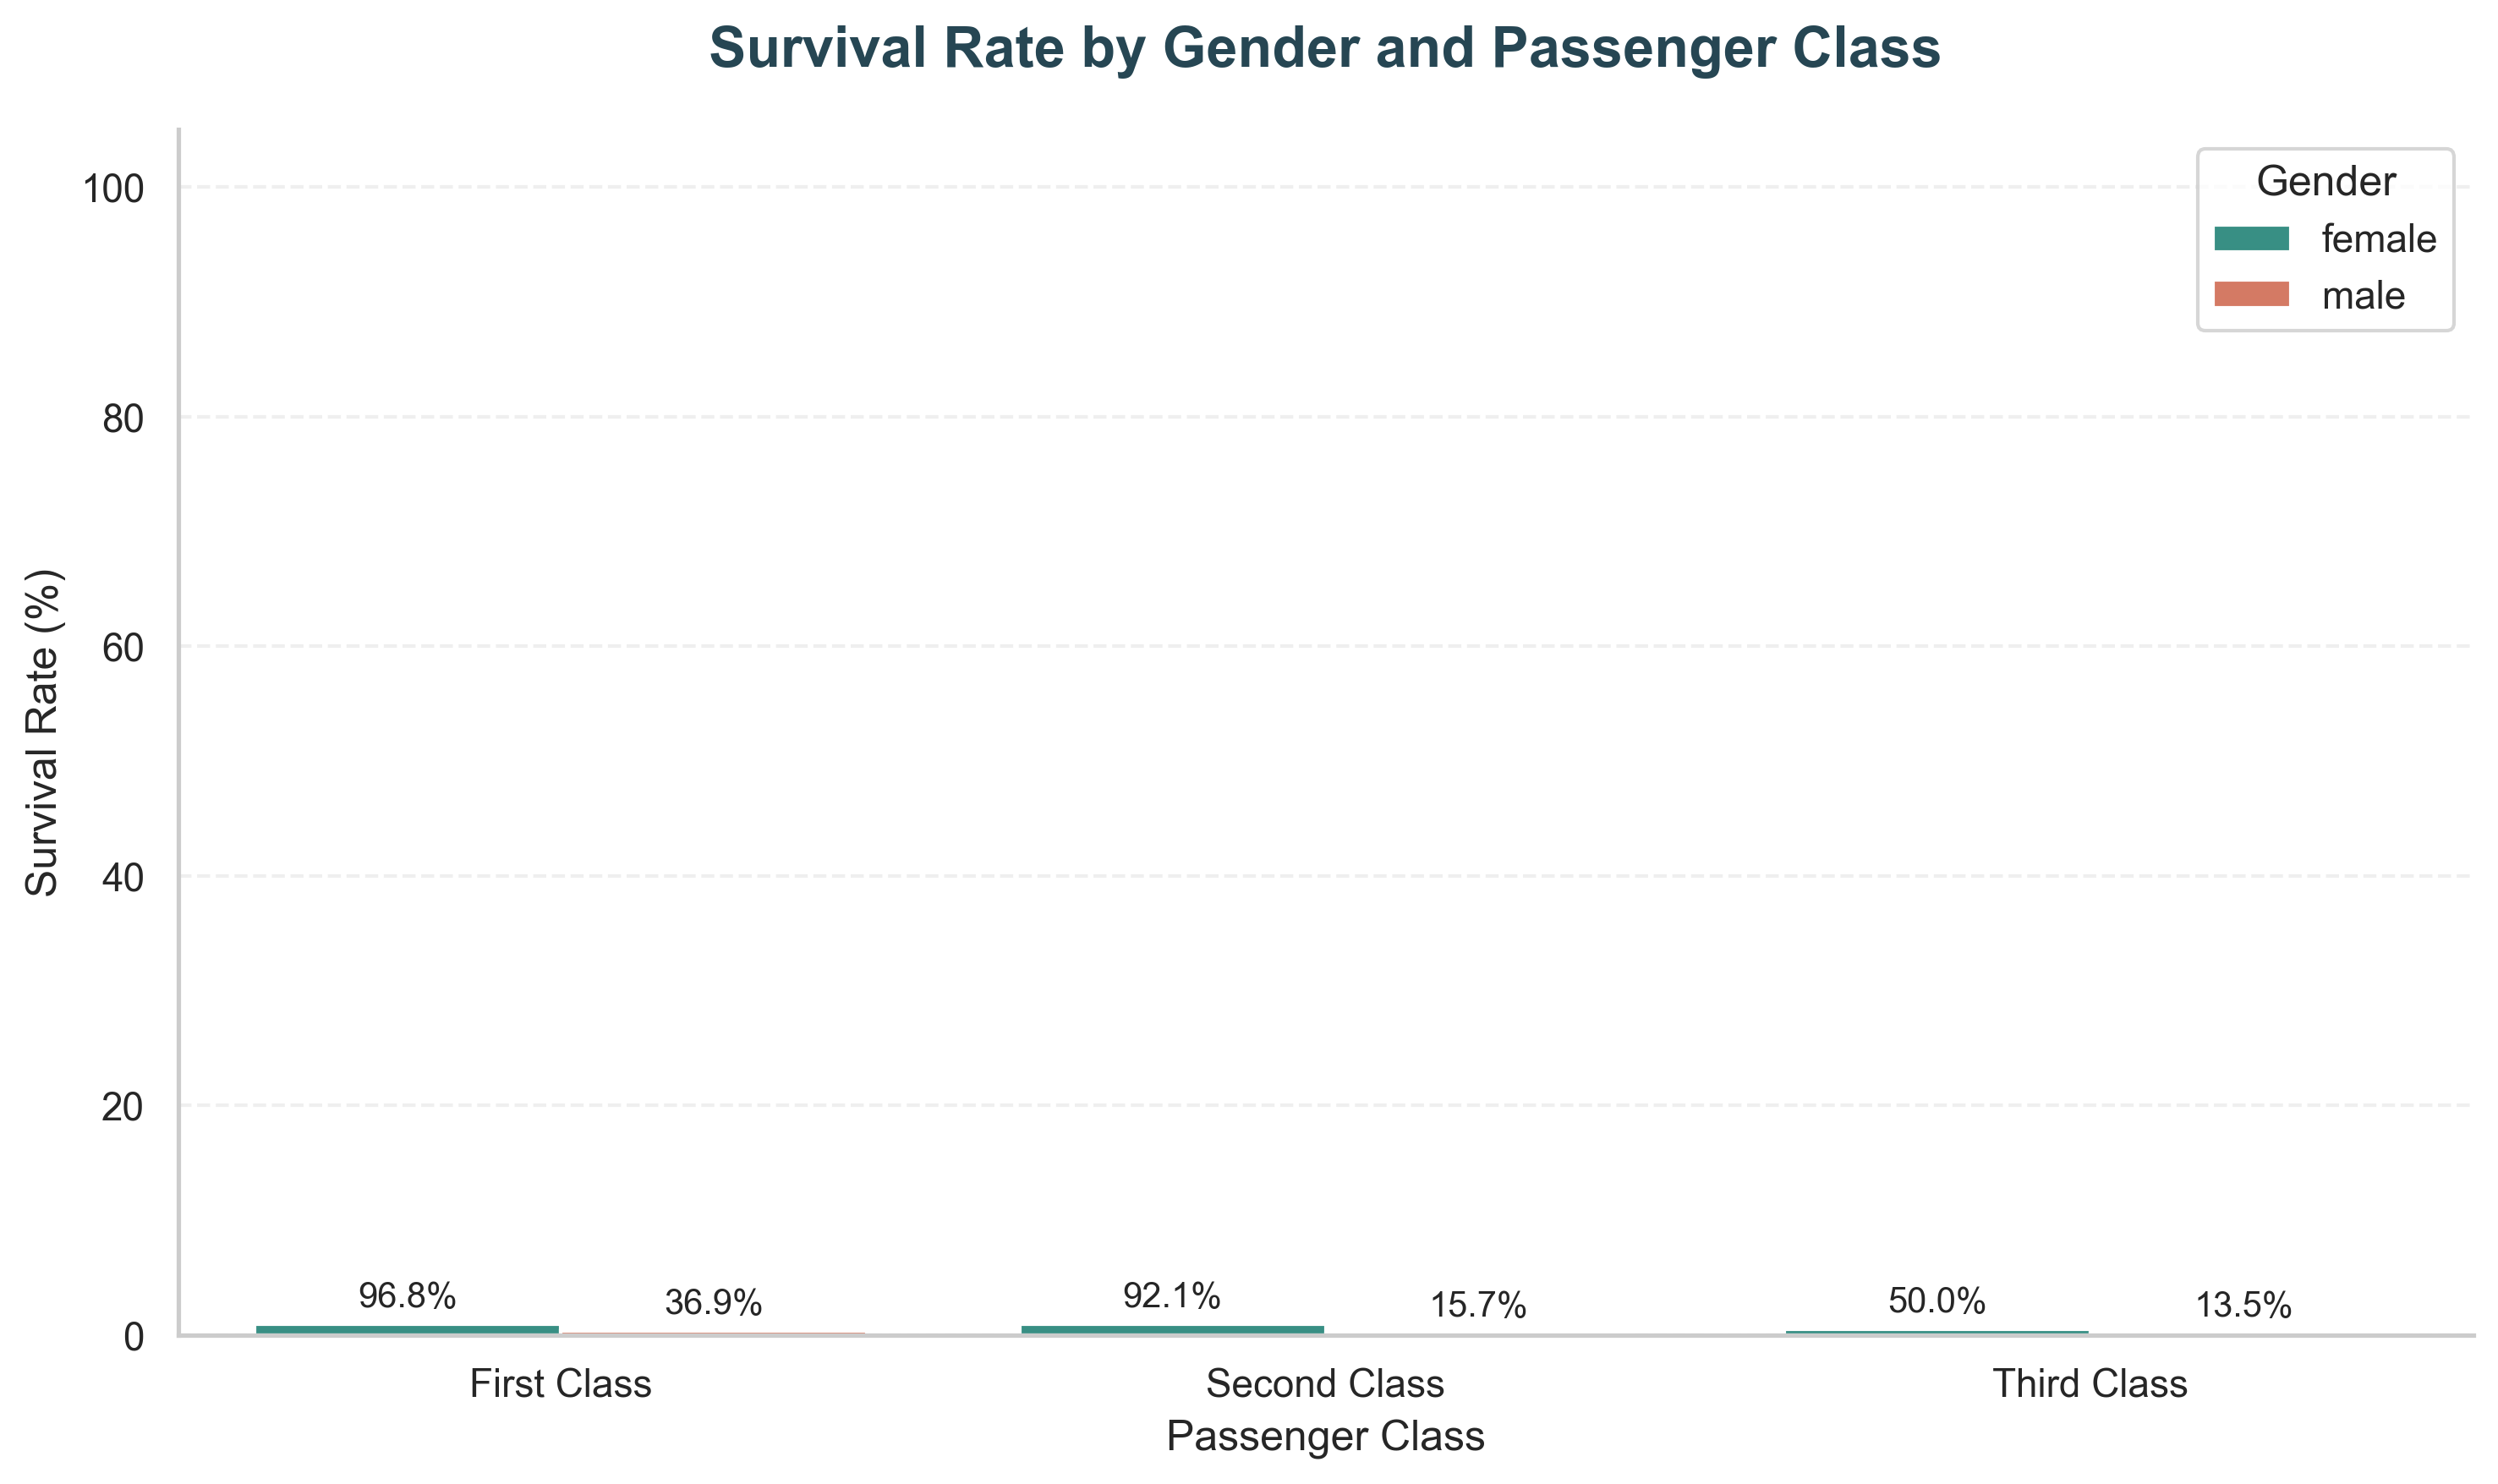 Survival Rate by Gender and Passenger Class
Gender
female
male
100
80
60
40
20
0
Survival Rate (%)
96.8%
36.9%
92.1%
15.7%
50.0%
13.5%
First Class
Second Class
Third Class
Passenger Class